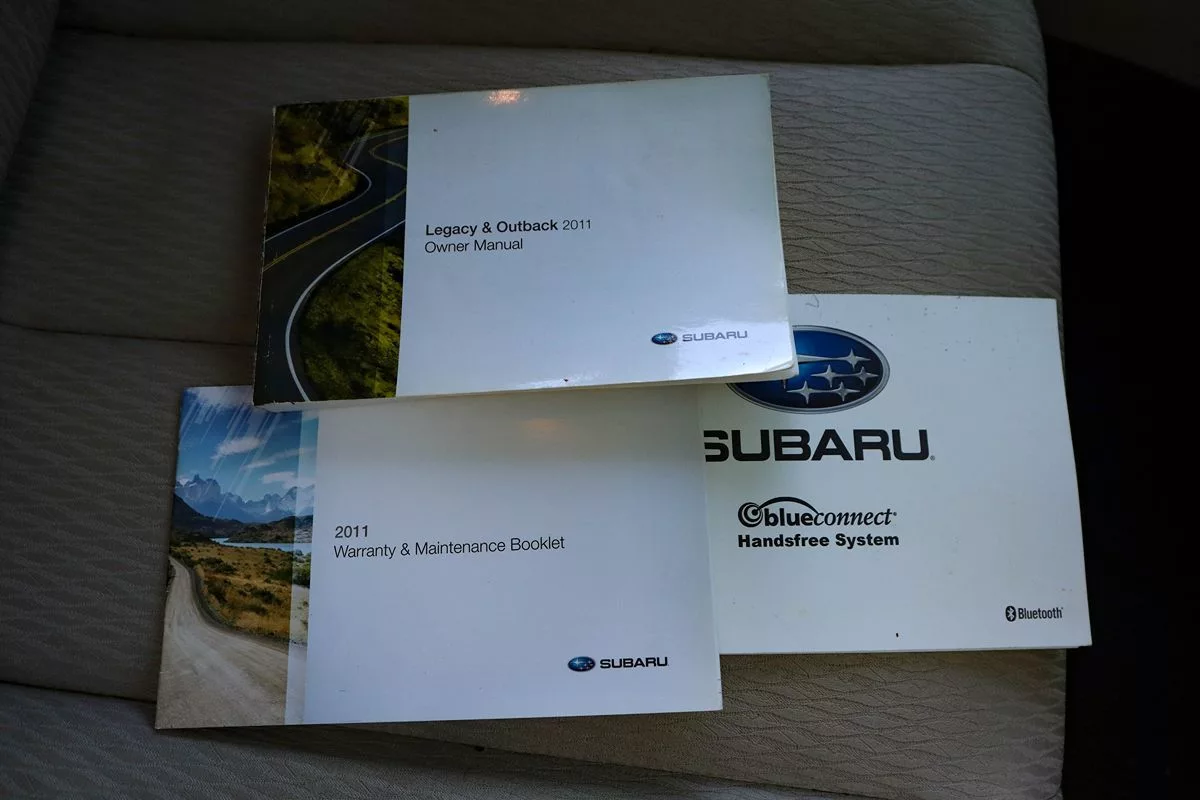 Legacy & Outback 2011
Owner Manual
SUBARU
SUBARU®
blueconnect®
Handsfree System
Bluetooth®
2011
Warranty & Maintenance Booklet
SUBARU